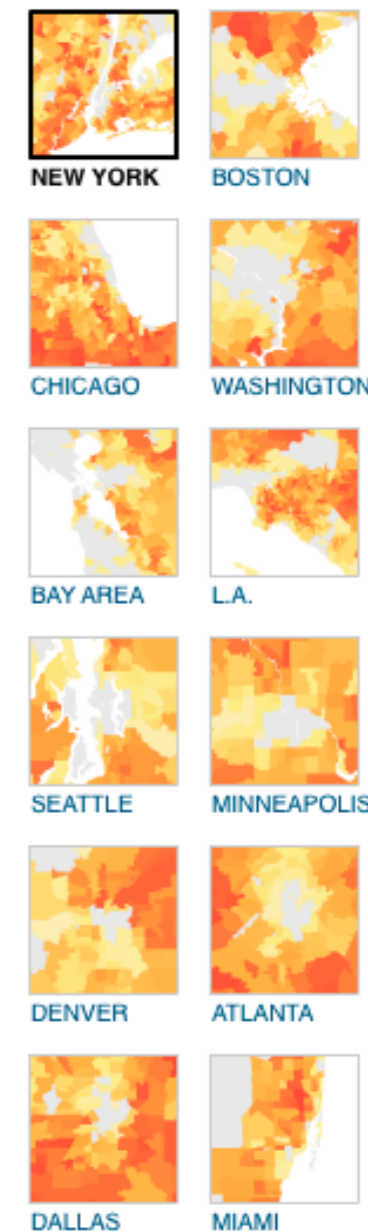 NEW YORK
BOSTON
CHICAGO
WASHINGTON
BAY AREA
L.A.
SEATTLE
MINNEAPOLIS
DENVER
ATLANTA
DALLAS
MIAMI